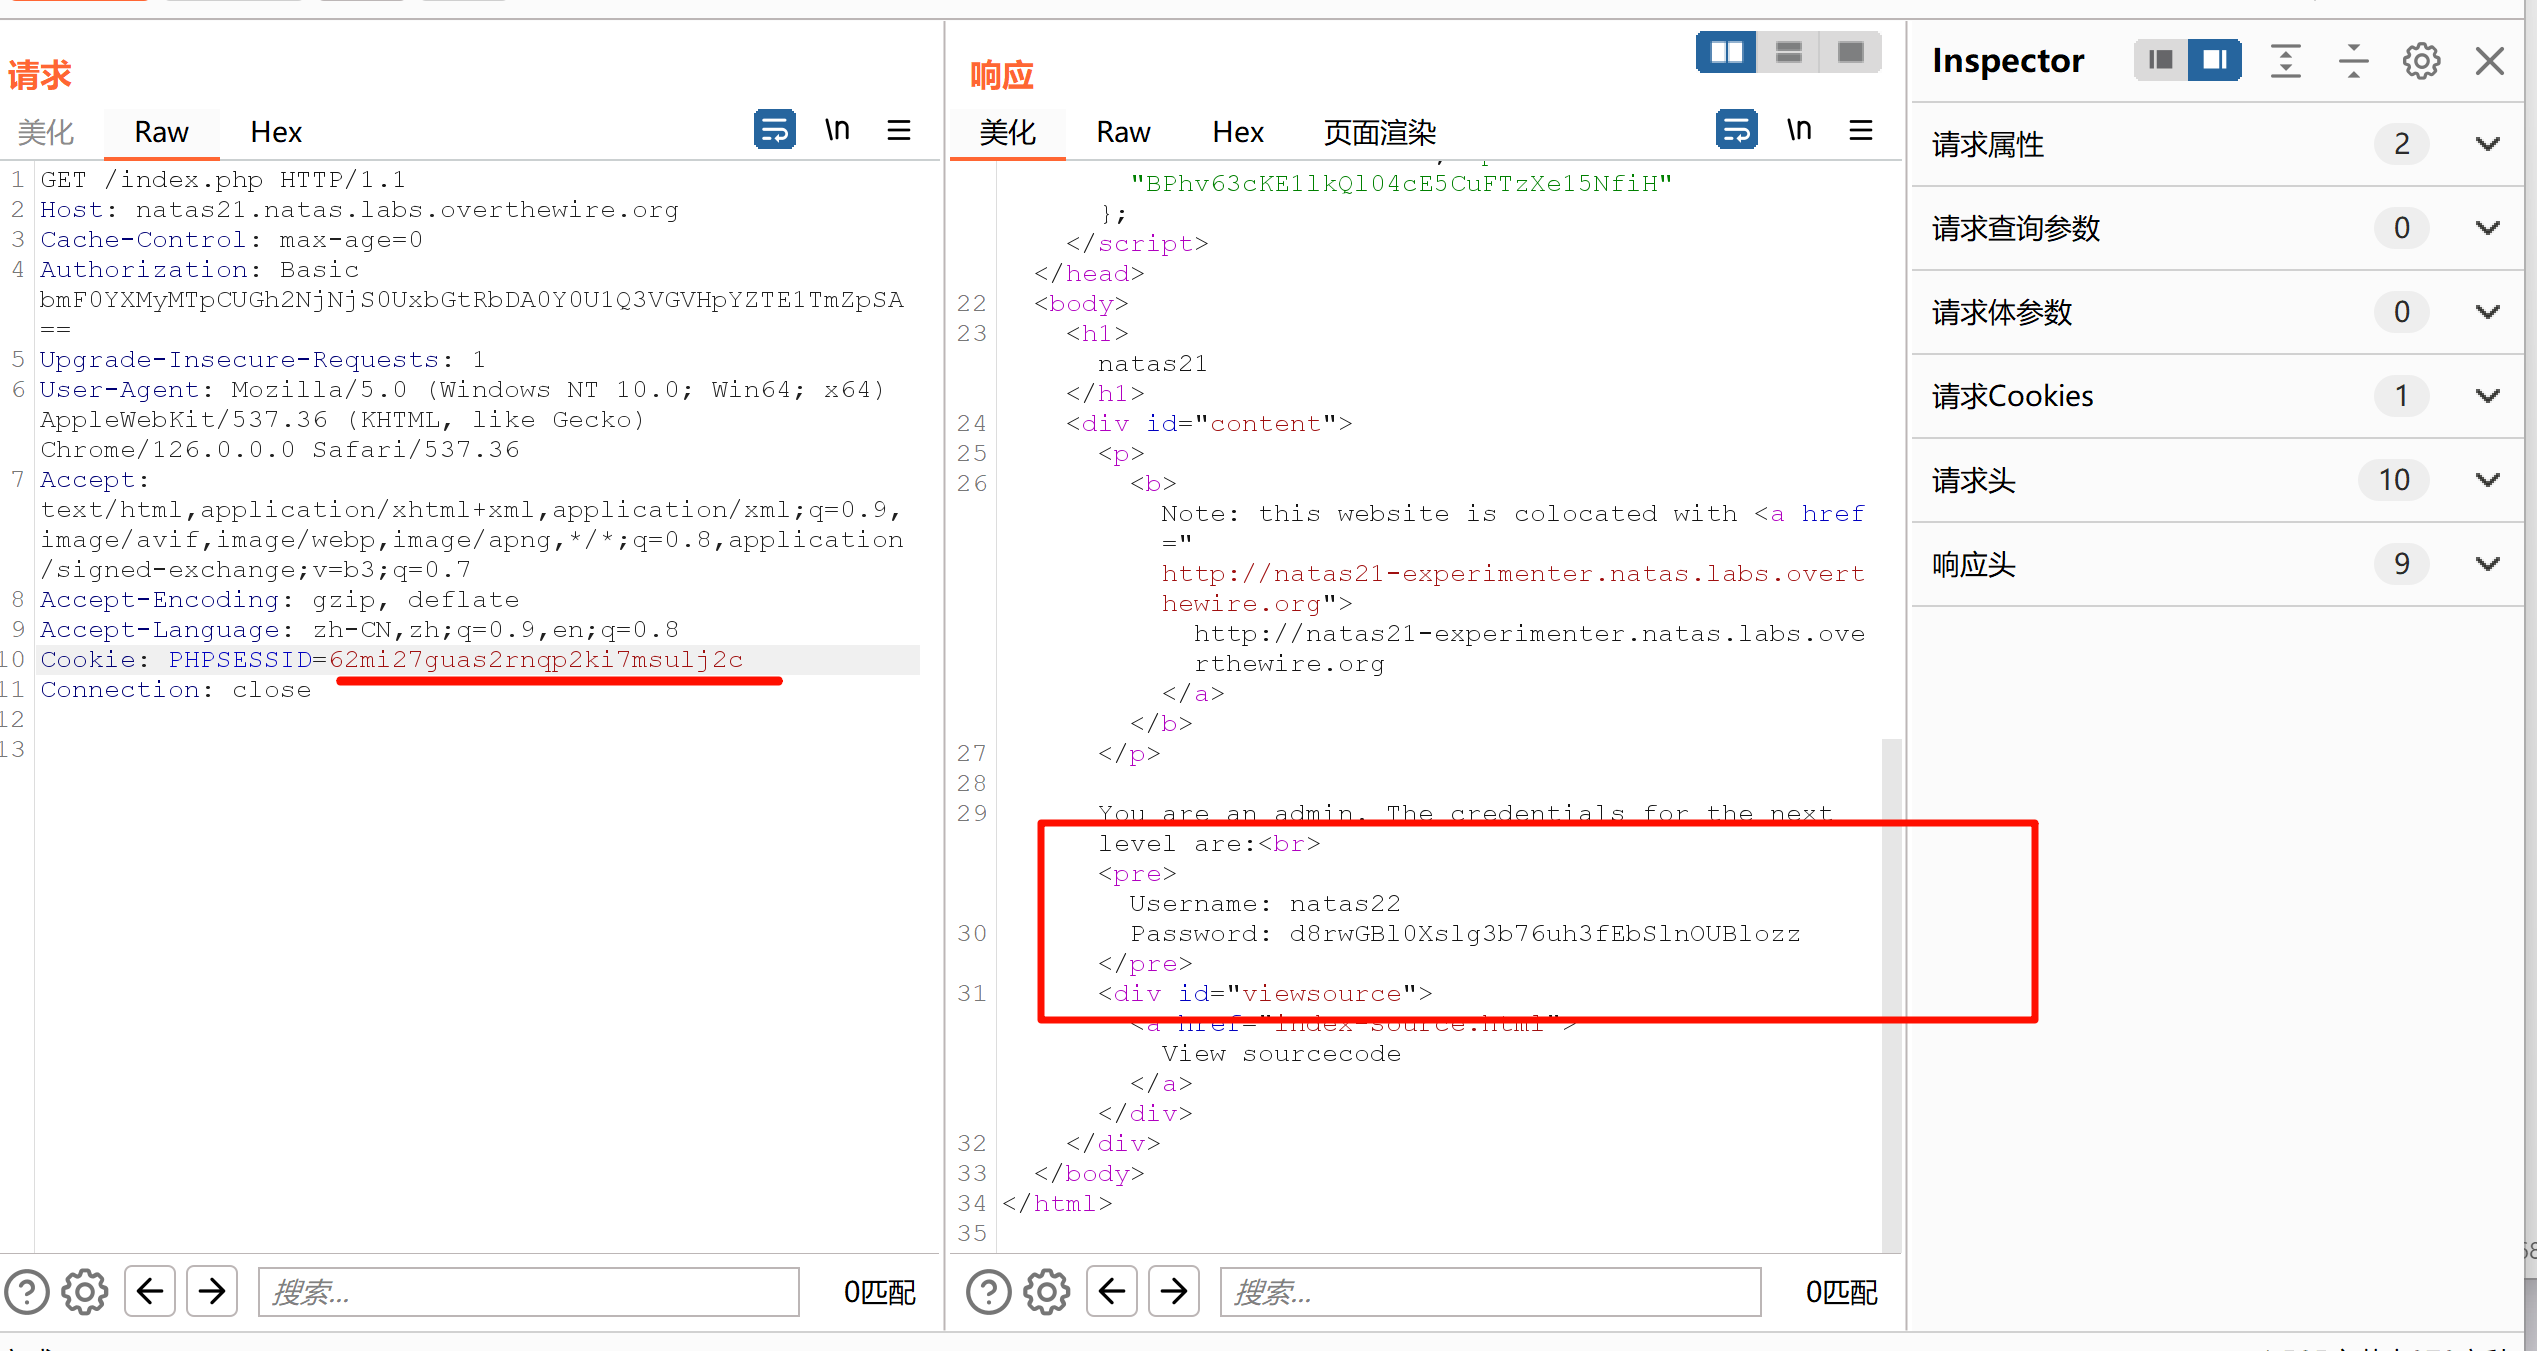 请求
美化 Raw Hex \n
1 GET /index.php HTTP/1.1
2 Host: natas21.natas.labs.overthewire.org
3 Cache-Control: max-age=0
4 Authorization: Basic
bmF0YXMyMTpCUGh2NjNjS0UxbGtRbDA0Y0U1Q3VGVHpYZTE1TmZpSA
==
5 Upgrade-Insecure-Requests: 1
6 User-Agent: Mozilla/5.0 (Windows NT 10.0; Win64; x64)
AppleWebKit/537.36 (KHTML, like Gecko)
Chrome/126.0.0.0 Safari/537.36
7 Accept:
text/html,application/xhtml+xml,application/xml;q=0.9,
image/avif,image/webp,image/apng,*/*;q=0.8,application
/signed-exchange;v=b3;q=0.7
8 Accept-Encoding: gzip, deflate
9 Accept-Language: zh-CN,zh;q=0.9,en;q=0.8
10 Cookie: PHPSESSID=62mi27guas2rnqp2ki7msulj2c
11 Connection: close
12
13
搜索... 0匹配
响应
美化 Raw Hex 页面渲染 \n
"BPhv63cKE1lkQl04cE5CuFTzXe15NfiH"
};
</script>
</head>
22 <body>
23 <h1>
natas21
</h1>
24 <div id="content">
25 <p>
26 <b>
Note: this website is colocated with <a href
="
http://natas21-experimenter.natas.labs.overt
hewire.org">
http://natas21-experimenter.natas.labs.ove
rthewire.org
</a>
</b>
27 </p>
28
29 You are an admin. The credentials for the next
level are:<br>
<pre>
Username: natas22
30 Password: d8rwGBl0Xslg3b76uh3fEbSlnOUBlozz
</pre>
31 <div id="viewsource">
<a href="index-source.html">
View sourcecode
</a>
</div>
32 </div>
33 </body>
34 </html>
35
搜索... 0匹配
Inspector
请求属性 2
请求查询参数 0
请求体参数 0
请求Cookies 1
请求头 10
响应头 9